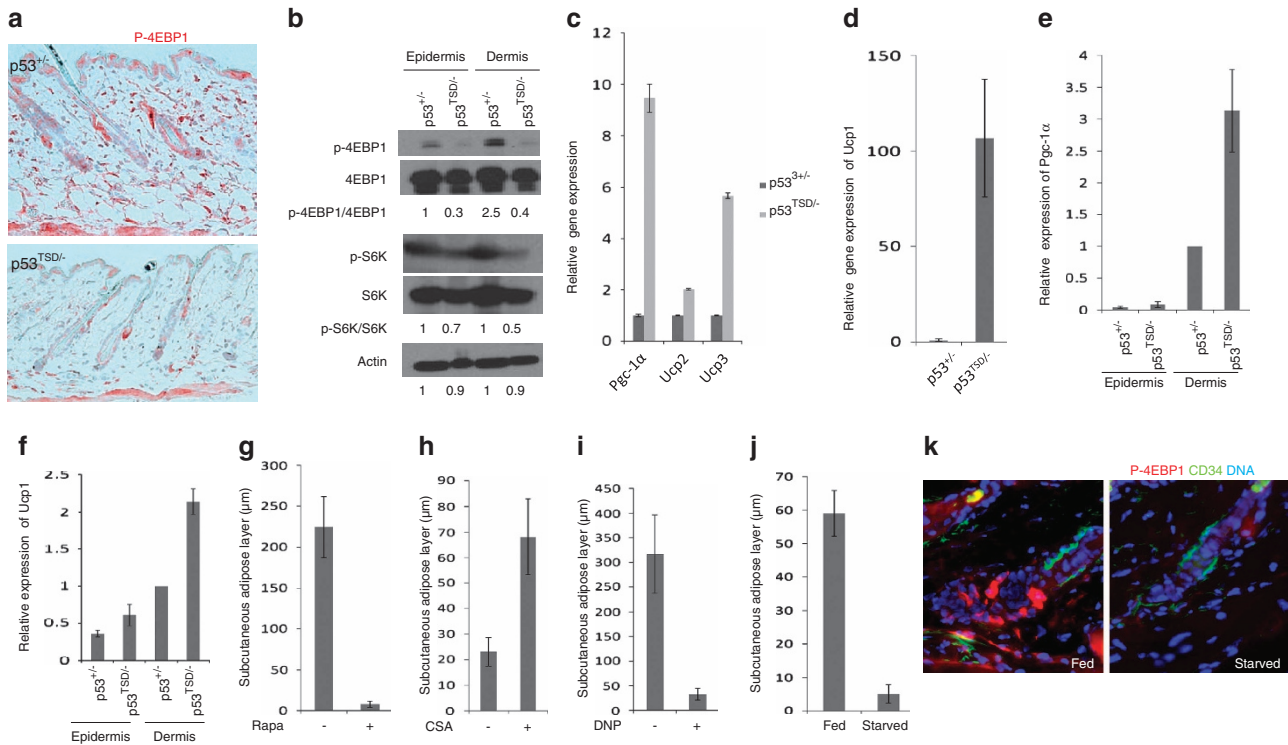 a
P-4EBP1
p53+/-
p53TSD/-
b
Epidermis Dermis
p53+/- p53TSD/- p53+/- p53TSD/-
p-4EBP1
4EBP1
p-4EBP1/4EBP1 1 0.3 2.5 0.4
p-S6K
S6K
p-S6K/S6K 1 0.7 1 0.5
Actin
1 0.9 1 0.9
c
Relative gene expression
12
10
8
6
4
2
0
Pgc-1α Ucp2 Ucp3
p533+/-
p53TSD/-
d
Relative gene expression of Ucp1
150
100
50
0
p53+/- p53TSD/-
e
Relative expression of Pgc-1α
4
3.5
3
2.5
2
1.5
1
0.5
0
p53+/- p53TSD/- p53+/- p53TSD/-
Epidermis Dermis
f
Relative expression of Ucp1
2.5
2
1.5
1
0.5
0
p53+/- p53TSD/- p53+/- p53TSD/-
Epidermis Dermis
g
Subcutaneous adipose layer (µm)
300
250
200
150
100
50
0
Rapa - +
h
Subcutaneous adipose layer (µm)
90
80
70
60
50
40
30
20
10
0
CSA - +
i
Subcutaneous adipose layer (µm)
450
400
350
300
250
200
150
100
50
0
DNP - +
j
Subcutaneous adipose layer (µm)
70
60
50
40
30
20
10
0
Fed Starved
k
P-4EBP1 CD34 DNA
Fed
Starved